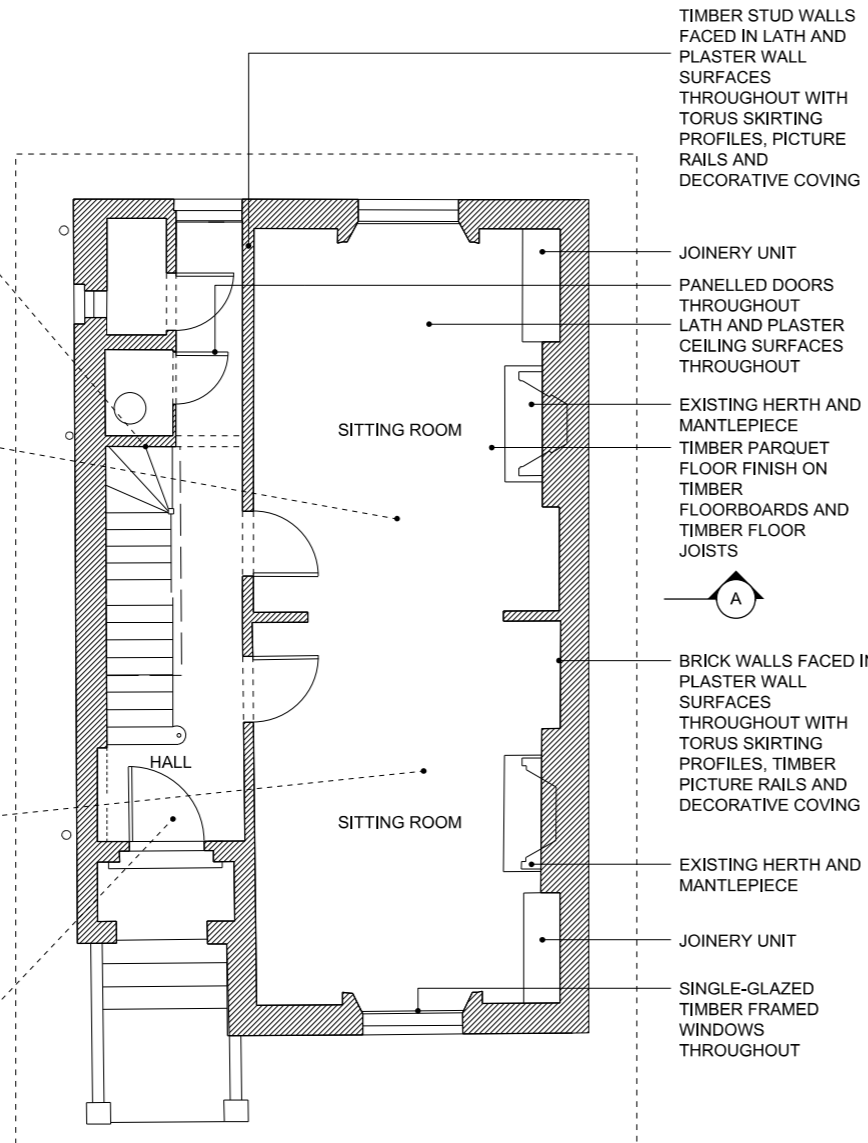 TIMBER STUD WALLS
FACED IN LATH AND
PLASTER WALL
SURFACES
THROUGHOUT WITH
TORUS SKIRTING
PROFILES, PICTURE
RAILS AND
DECORATIVE COVING
JOINERY UNIT
PANELLED DOORS
THROUGHOUT
LATH AND PLASTER
CEILING SURFACES
THROUGHOUT
EXISTING HERTH AND
MANTLEPIECE
SITTING ROOM
TIMBER PARQUET
FLOOR FINISH ON
TIMBER
FLOORBOARDS AND
TIMBER FLOOR
JOISTS
A
BRICK WALLS FACED IN
PLASTER WALL
SURFACES
THROUGHOUT WITH
TORUS SKIRTING
PROFILES, TIMBER
PICTURE RAILS AND
DECORATIVE COVING
HALL
SITTING ROOM
EXISTING HERTH AND
MANTLEPIECE
JOINERY UNIT
SINGLE-GLAZED
TIMBER FRAMED
WINDOWS
THROUGHOUT